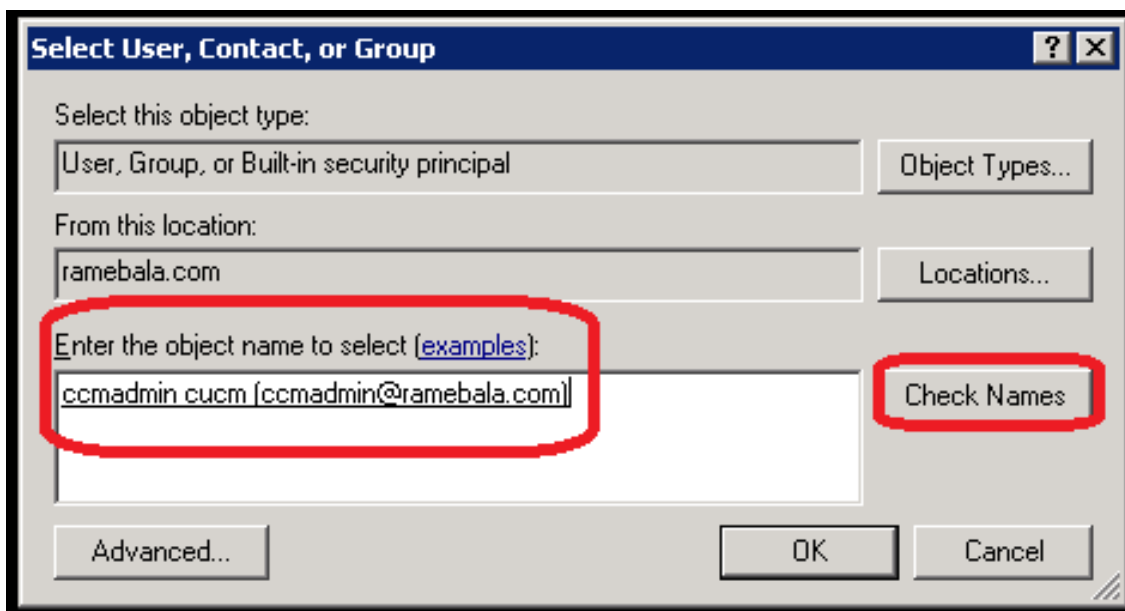 Select User, Contact, or Group
Select this object type:
User, Group, or Built-in security principal
Object Types...
From this location:
ramebala.com
Locations...
Enter the object name to select (examples):
ccmadmin cucm (ccmadmin@ramebala.com)
Check Names
Advanced...
OK
Cancel